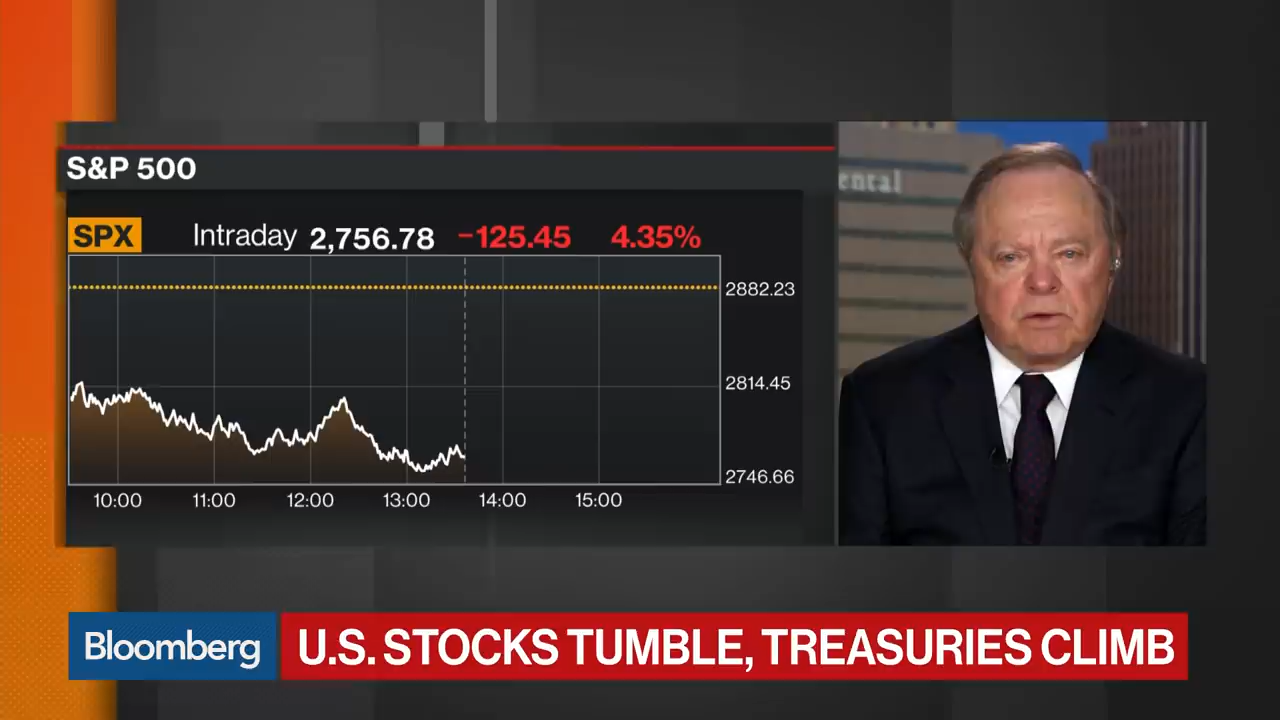 S&P 500
SPX Intraday 2,756.78 −125.45 4.35%
2882.23
2814.45
2746.66
10:00 11:00 12:00 13:00 14:00 15:00
ental
Bloomberg U.S. STOCKS TUMBLE, TREASURIES CLIMB